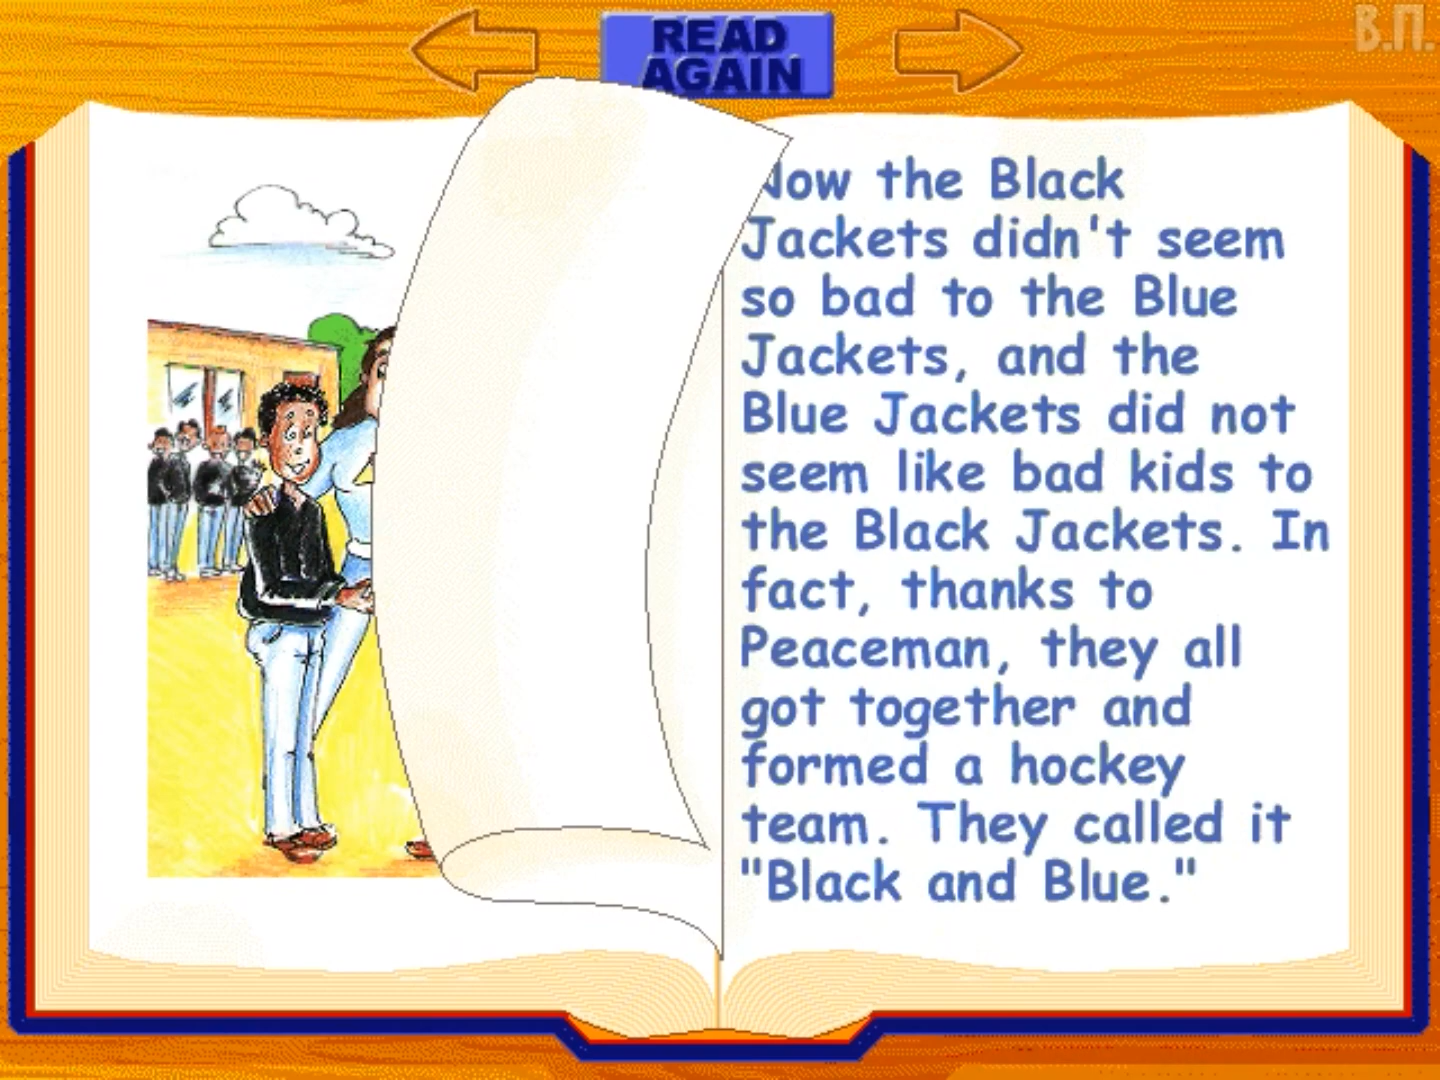 READ
AGAIN
В.П.
Now the Black
Jackets didn't seem
so bad to the Blue
Jackets, and the
Blue Jackets did not
seem like bad kids to
the Black Jackets. In
fact, thanks to
Peaceman, they all
got together and
formed a hockey
team. They called it
"Black and Blue."